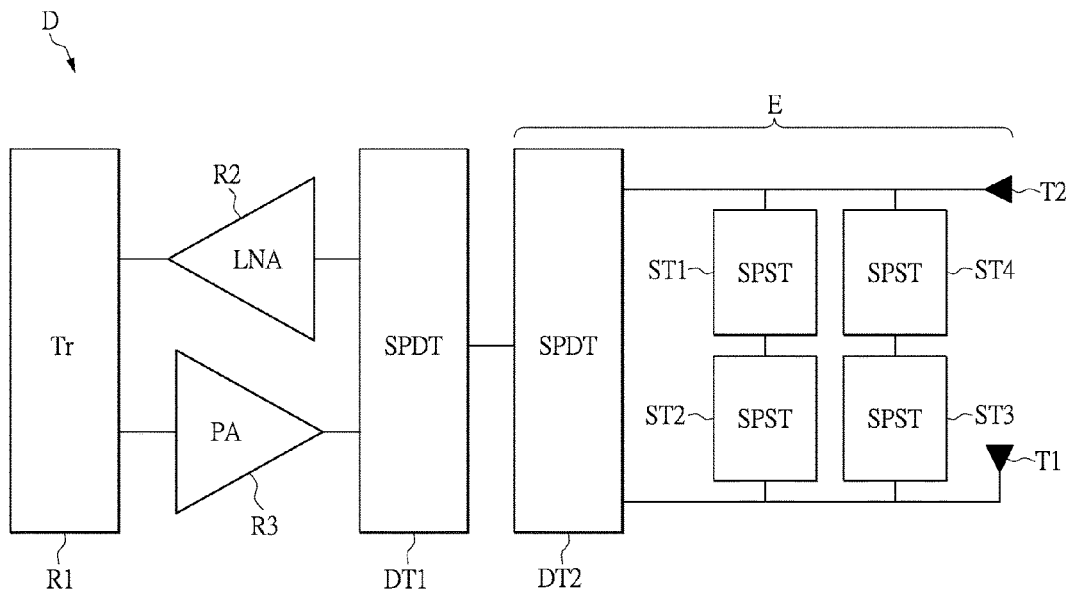 D
E
R2
T2
LNA
ST1
SPST
SPST
ST4
Tr
SPDT
SPDT
PA
ST2
SPST
SPST
ST3
T1
R3
R1
DT1
DT2